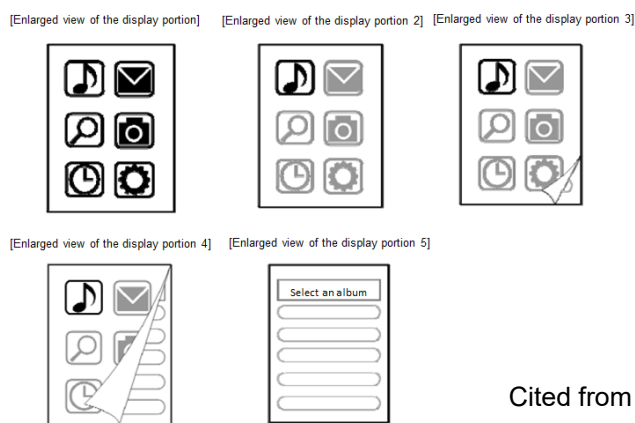 [Enlarged view of the display portion]
[Enlarged view of the display portion 2]
[Enlarged view of the display portion 3]
[Enlarged view of the display portion 4]
[Enlarged view of the display portion 5]
Select an album
Cited from